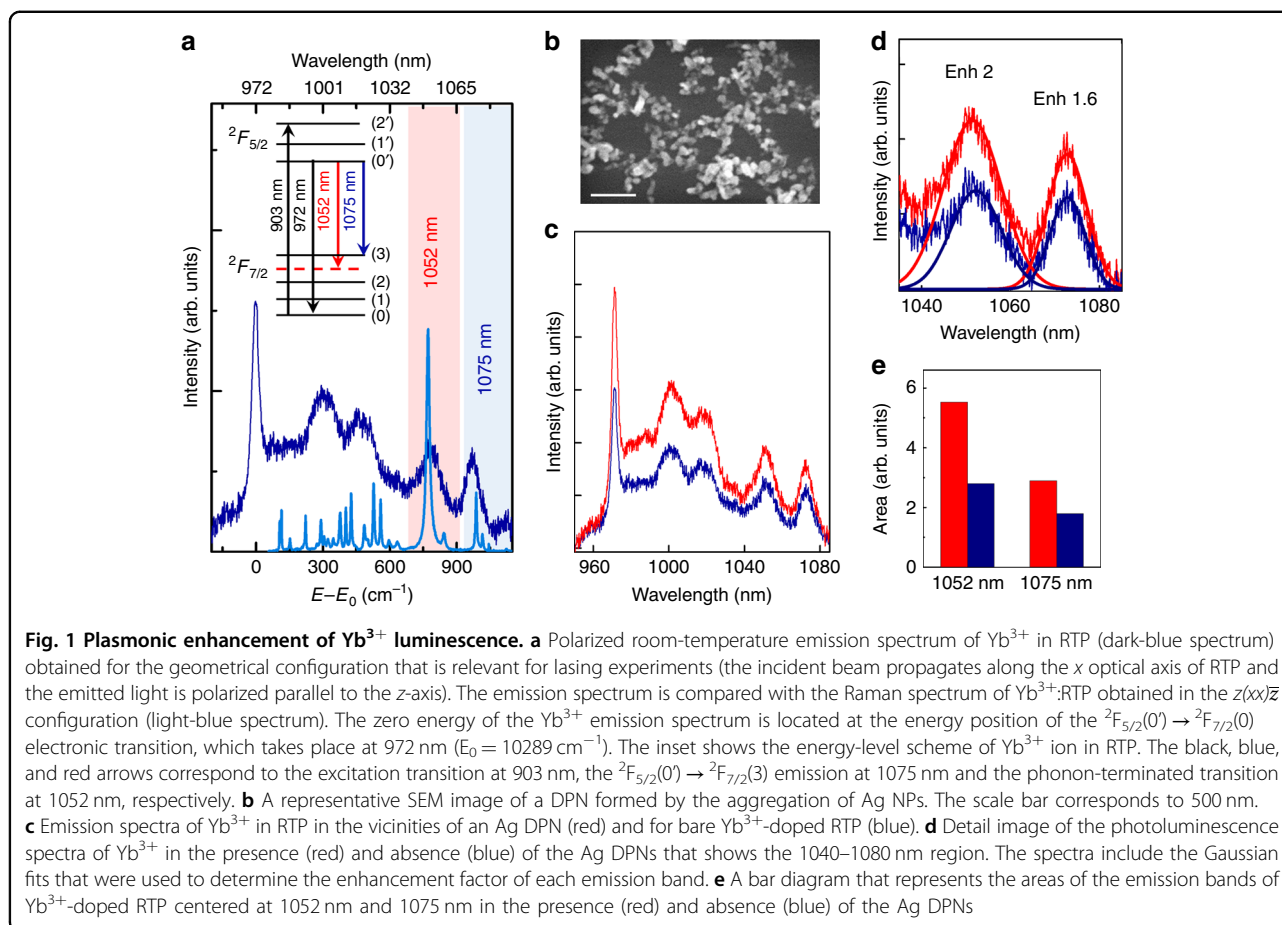 a
Wavelength (nm)
972 1001 1032 1065
²F₅/₂
(2′)
(1′)
(0′)
903 nm
972 nm
1052 nm
1075 nm
²F₇/₂
(3)
(2)
(1)
(0)
1052 nm
1075 nm
Intensity (arb. units)
0 300 600 900
E–E₀ (cm⁻¹)
b
c
Intensity (arb. units)
960 1000 1040 1080
Wavelength (nm)
d
Enh 2
Enh 1.6
Intensity (arb. units)
1040 1060 1080
Wavelength (nm)
e
Area (arb. units)
6
4
2
0
1052 nm 1075 nm
Fig. 1 Plasmonic enhancement of Yb³⁺ luminescence. a Polarized room-temperature emission spectrum of Yb³⁺ in RTP (dark-blue spectrum)
obtained for the geometrical configuration that is relevant for lasing experiments (the incident beam propagates along the x optical axis of RTP and
the emitted light is polarized parallel to the z-axis). The emission spectrum is compared with the Raman spectrum of Yb³⁺:RTP obtained in the z(xx)z̅
configuration (light-blue spectrum). The zero energy of the Yb³⁺ emission spectrum is located at the energy position of the ²F₅/₂(0′) → ²F₇/₂(0)
electronic transition, which takes place at 972 nm (E₀ = 10289 cm⁻¹). The inset shows the energy-level scheme of Yb³⁺ ion in RTP. The black, blue,
and red arrows correspond to the excitation transition at 903 nm, the ²F₅/₂(0′) → ²F₇/₂(3) emission at 1075 nm and the phonon-terminated transition
at 1052 nm, respectively. b A representative SEM image of a DPN formed by the aggregation of Ag NPs. The scale bar corresponds to 500 nm.
c Emission spectra of Yb³⁺ in RTP in the vicinities of an Ag DPN (red) and for bare Yb³⁺-doped RTP (blue). d Detail image of the photoluminescence
spectra of Yb³⁺ in the presence (red) and absence (blue) of the Ag DPNs that shows the 1040–1080 nm region. The spectra include the Gaussian
fits that were used to determine the enhancement factor of each emission band. e A bar diagram that represents the areas of the emission bands of
Yb³⁺-doped RTP centered at 1052 nm and 1075 nm in the presence (red) and absence (blue) of the Ag DPNs